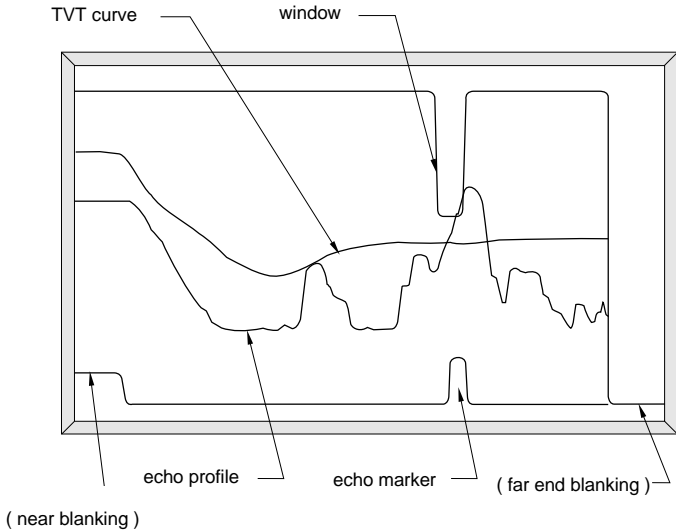 TVT curve
window
echo profile
echo marker
( far end blanking )
( near blanking )